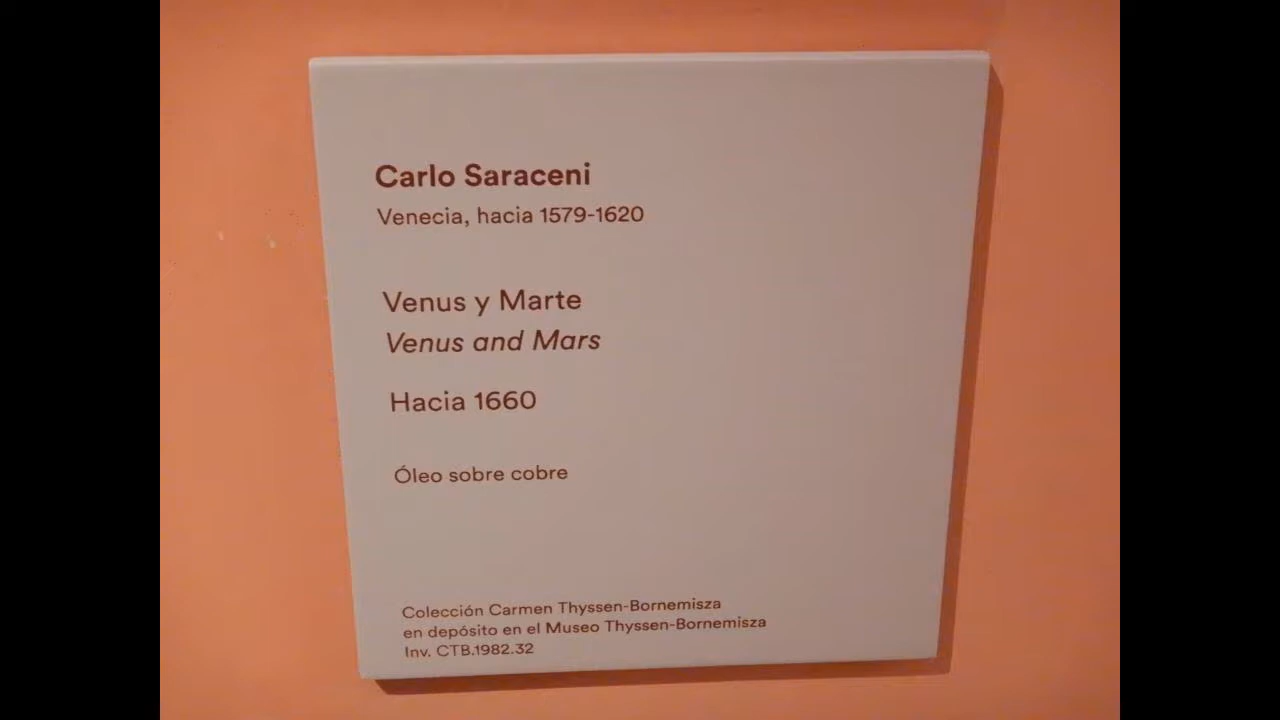 Carlo Saraceni
Venecia, hacia 1579-1620
Venus y Marte
Venus and Mars
Hacia 1660
Óleo sobre cobre
Colección Carmen Thyssen-Bornemisza
en depósito en el Museo Thyssen-Bornemisza
Inv. CTB.1982.32